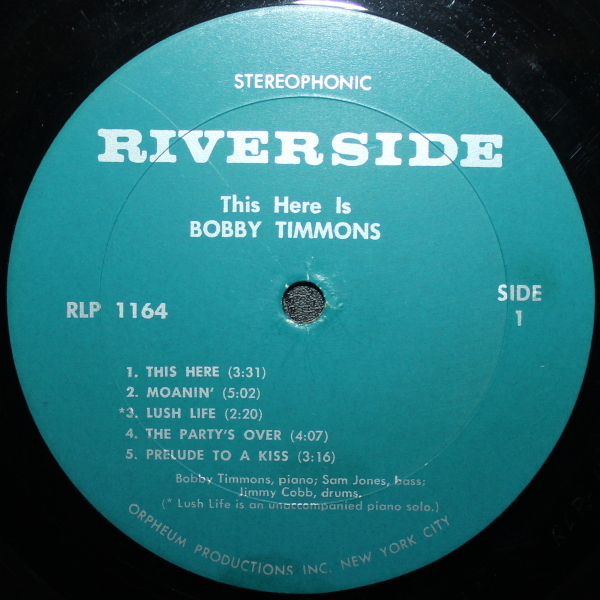 STEREOPHONIC
RIVERSIDE
This Here Is
BOBBY TIMMONS
RLP 1164
SIDE
1
1. THIS HERE (3:31)
2. MOANIN' (5:02)
*3. LUSH LIFE (2:20)
4. THE PARTY'S OVER (4:07)
5. PRELUDE TO A KISS (3:16)
Bobby Timmons, piano; Sam Jones, bass;
Jimmy Cobb, drums.
(* Lush Life is an unaccompanied piano solo.)
ORPHEUM PRODUCTIONS INC. NEW YORK CITY